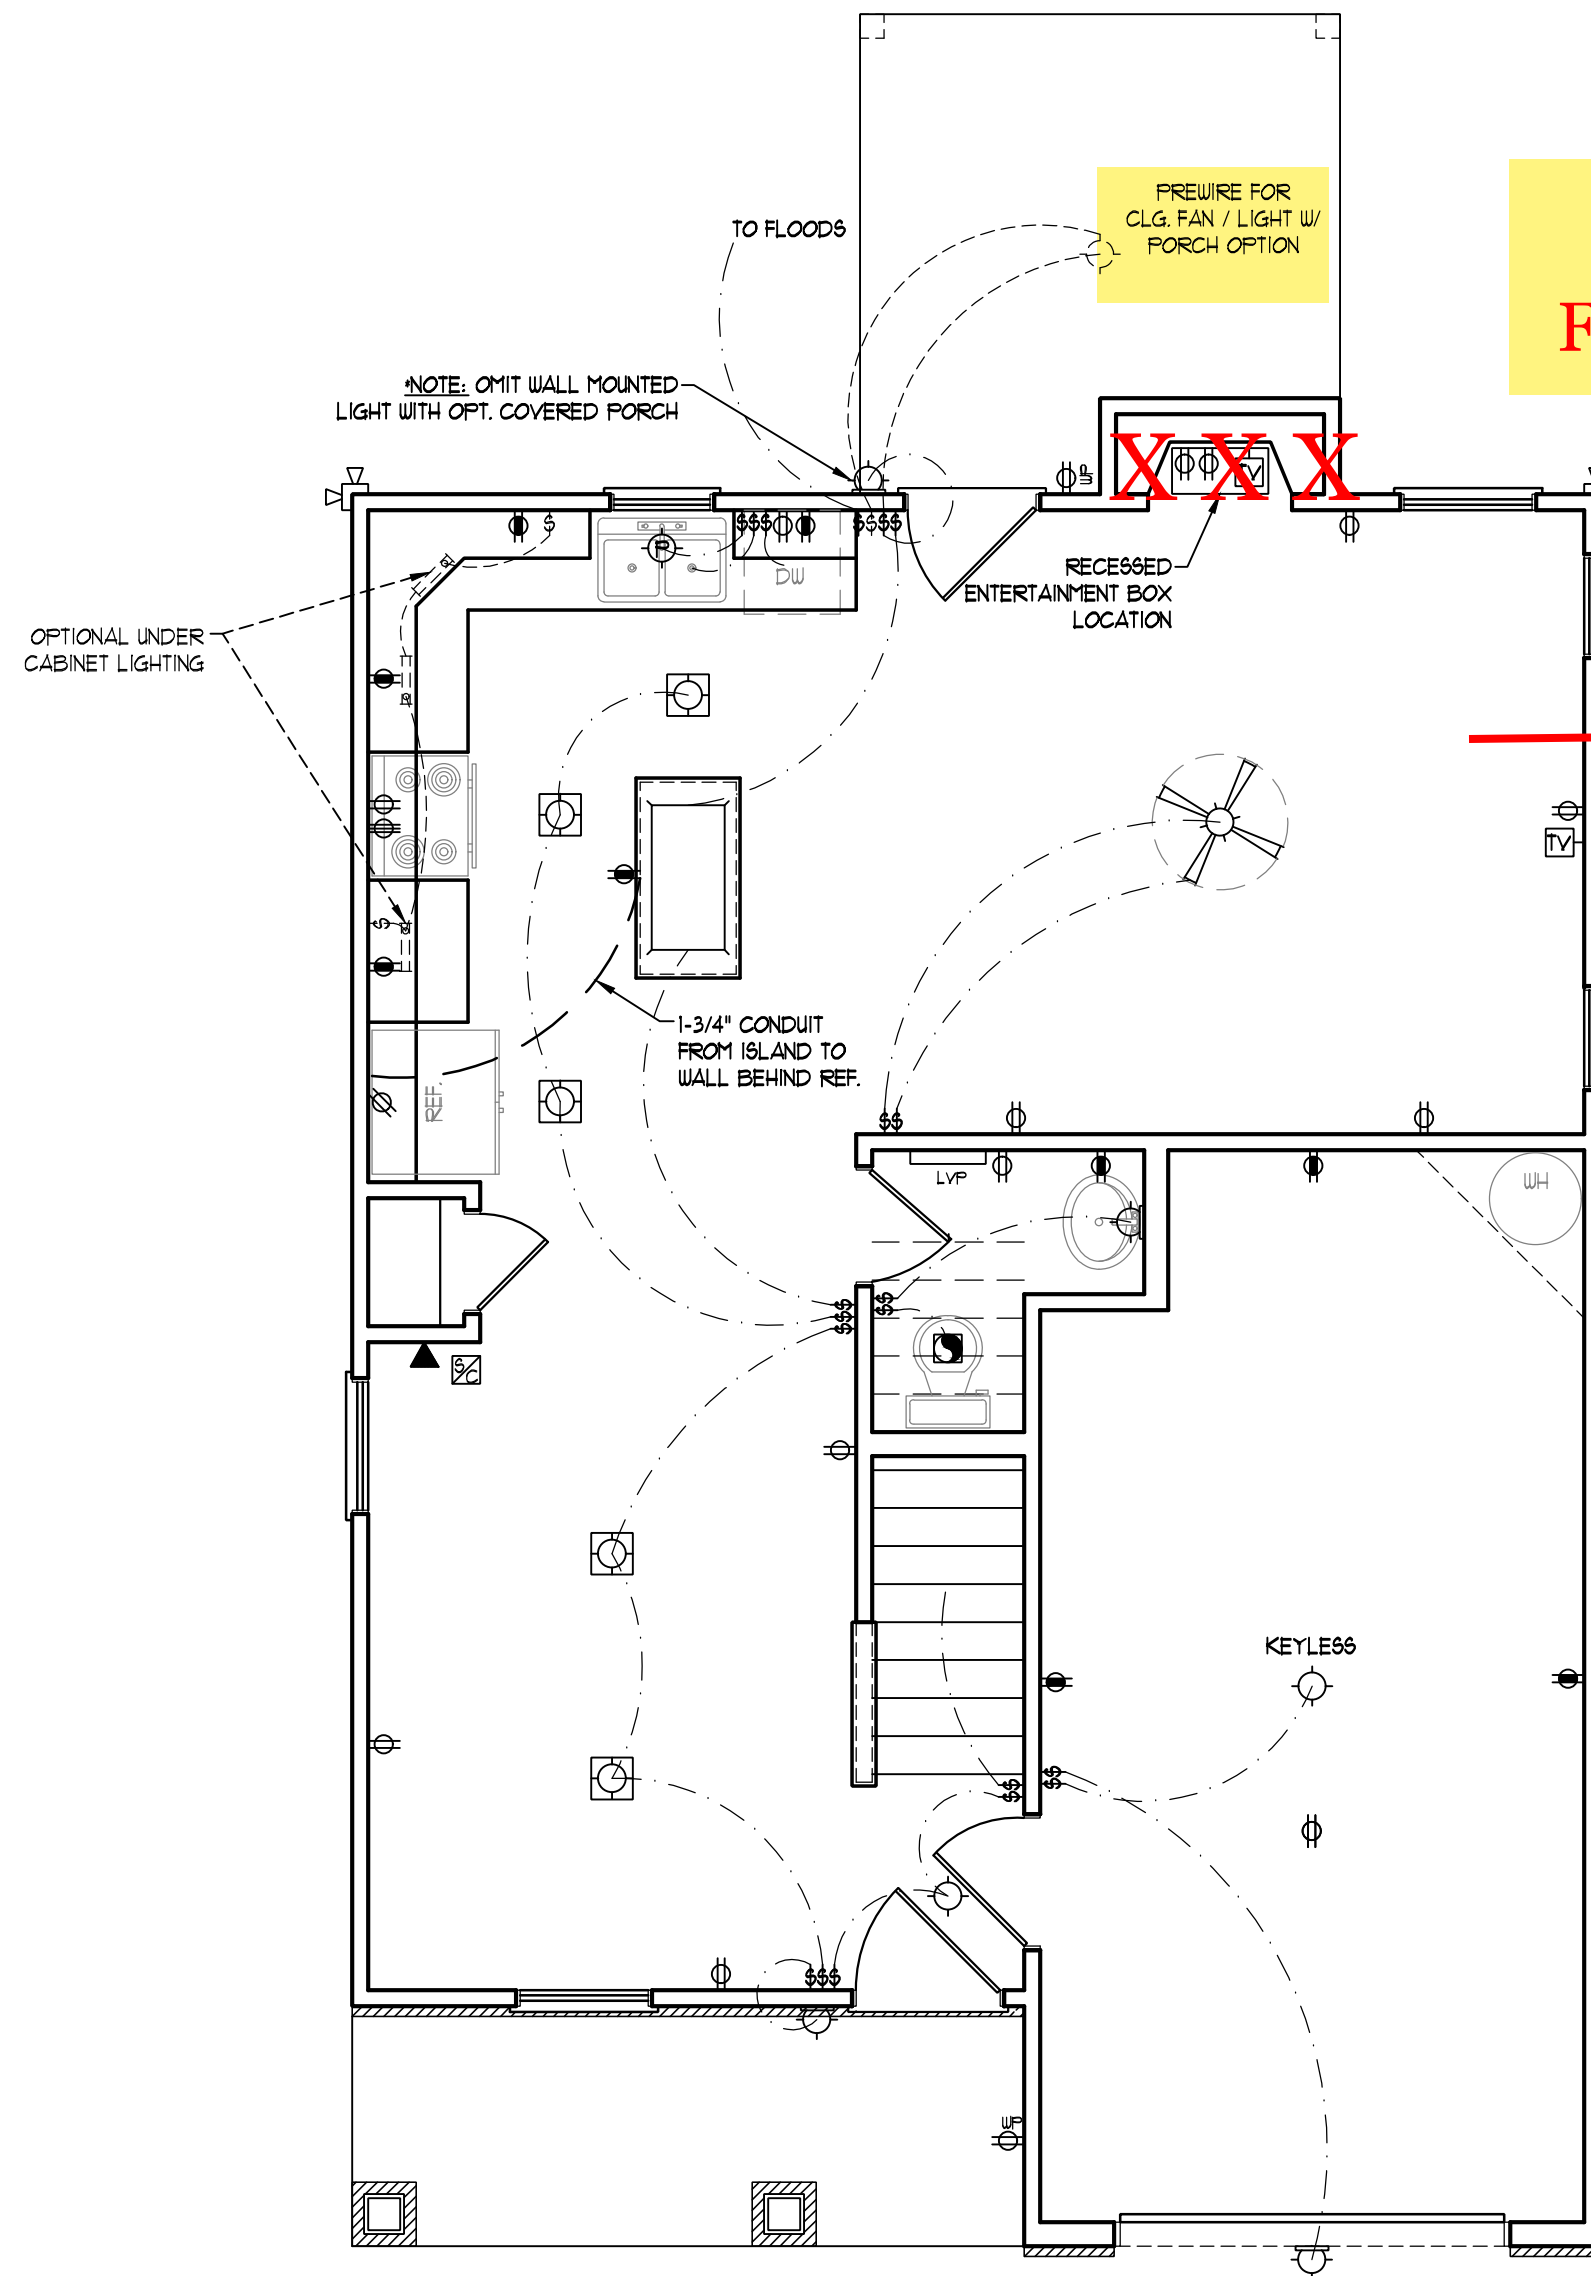 PREWIRE FOR
CLG. FAN / LIGHT W/
PORCH OPTION
TO FLOODS
F
*NOTE: OMIT WALL MOUNTED
LIGHT WITH OPT. COVERED PORCH
X X X
TV
WP
$
$$$
$$$$
P
DW
RECESSED
ENTERTAINMENT BOX
LOCATION
OPTIONAL UNDER
CABINET LIGHTING
TV
$
1-3/4" CONDUIT
FROM ISLAND TO
WALL BEHIND REF.
REF.
$$
LVP
WH
$$$
$$
S/C
KEYLESS
$$
$$
$$$
WP